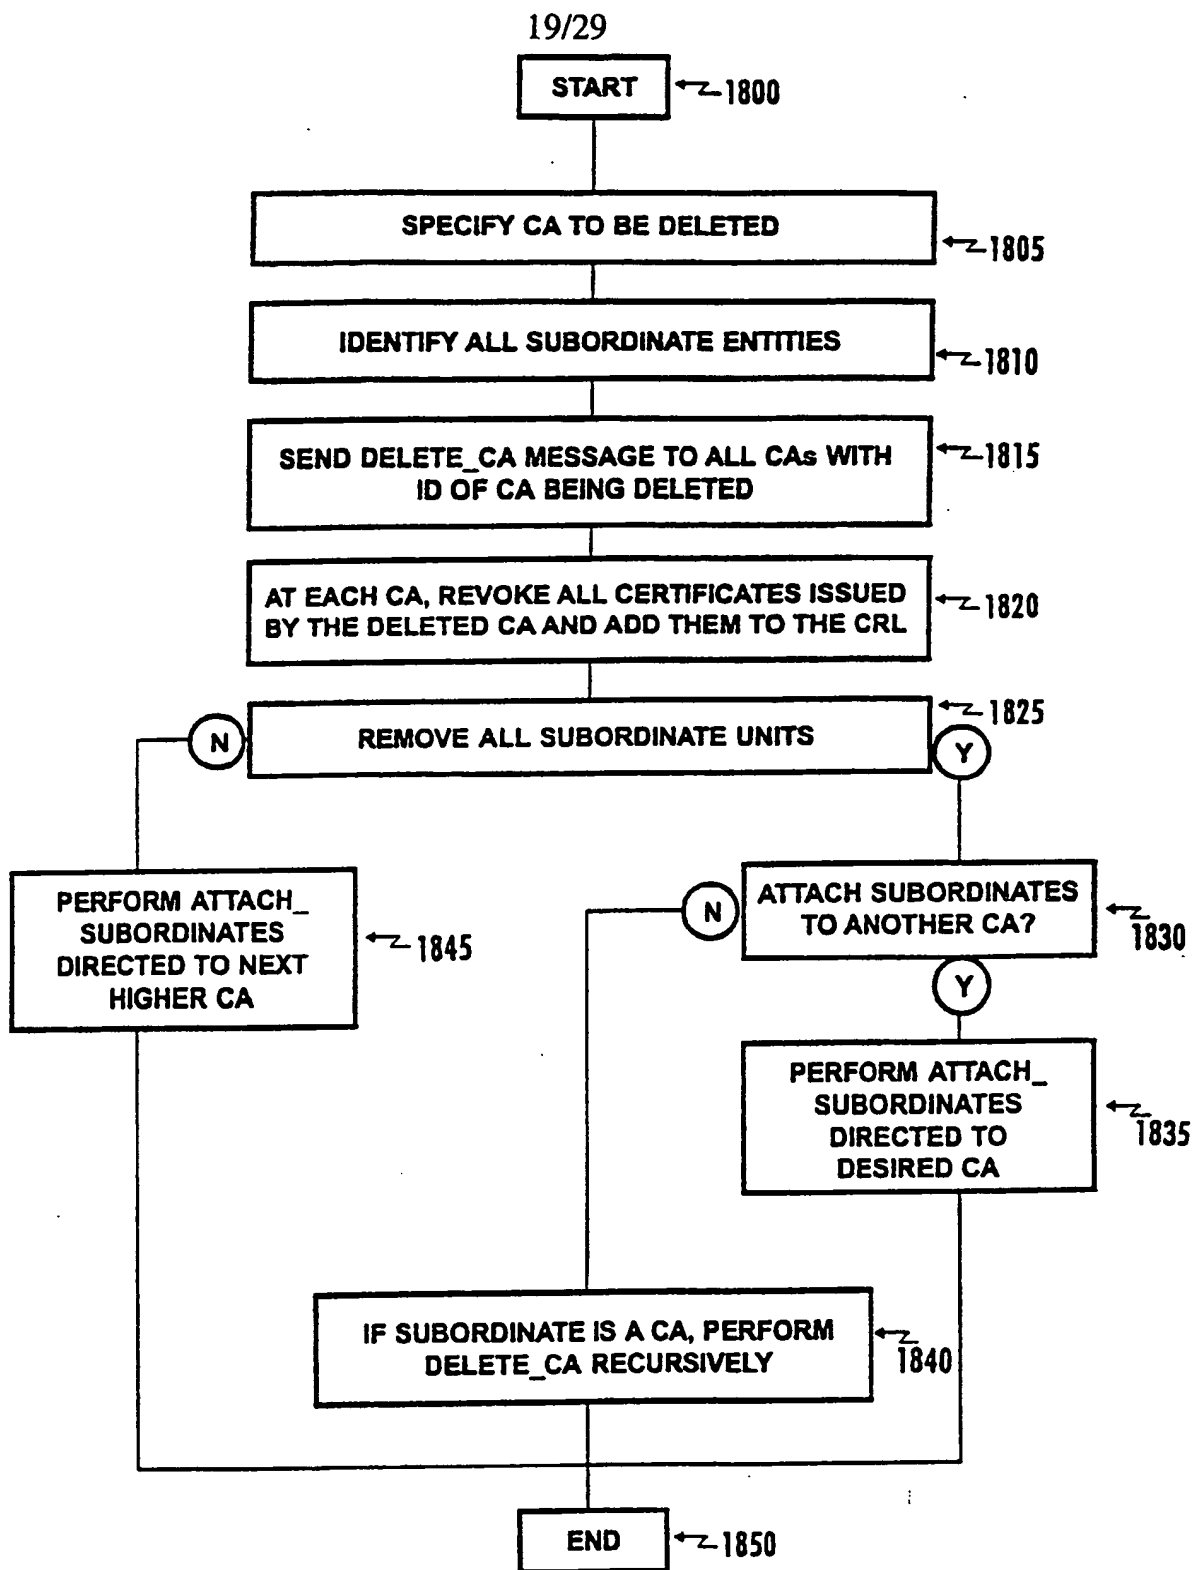 19/29
START
1800
SPECIFY CA TO BE DELETED
1805
IDENTIFY ALL SUBORDINATE ENTITIES
1810
SEND DELETE_CA MESSAGE TO ALL CAs WITH
ID OF CA BEING DELETED
1815
AT EACH CA, REVOKE ALL CERTIFICATES ISSUED
BY THE DELETED CA AND ADD THEM TO THE CRL
1820
REMOVE ALL SUBORDINATE UNITS
1825
N
Y
PERFORM ATTACH_
SUBORDINATES
DIRECTED TO NEXT
HIGHER CA
1845
N
ATTACH SUBORDINATES
TO ANOTHER CA?
1830
Y
PERFORM ATTACH_
SUBORDINATES
DIRECTED TO
DESIRED CA
1835
IF SUBORDINATE IS A CA, PERFORM
DELETE_CA RECURSIVELY
1840
END
1850